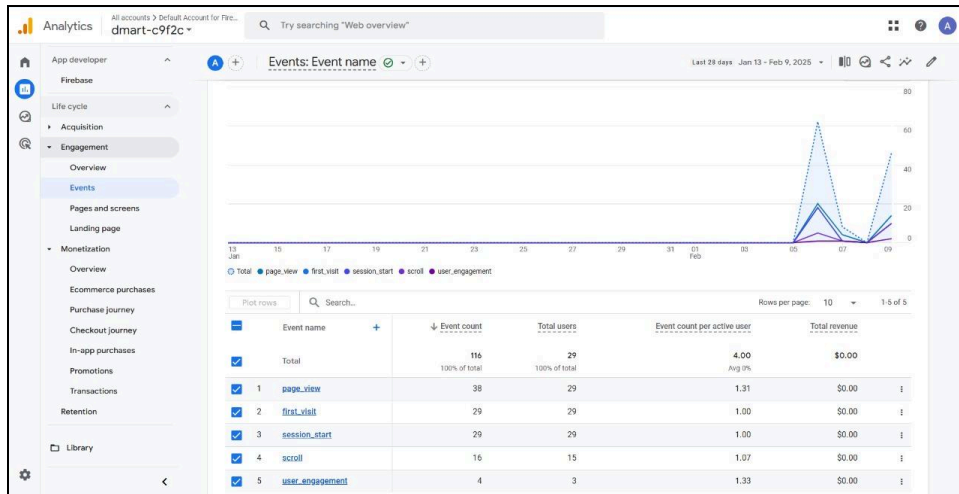 Analytics
All accounts > Default Account for Fire...
dmart-c9f2c
Try searching "Web overview"
A
App developer
Firebase
Life cycle
Acquisition
Engagement
Overview
Events
Pages and screens
Landing page
Monetization
Overview
Ecommerce purchases
Purchase journey
Checkout journey
In-app purchases
Promotions
Transactions
Retention
Library
A
Events: Event name
Last 28 days Jan 13 - Feb 9, 2025
80
60
40
20
0
13 15 17 19 21 23 25 27 29 31 01 03 05 07 09
Jan Feb
Total page_view first_visit session_start scroll user_engagement
Plot rows Search... Rows per page: 10 1-5 of 5
Event name + ↓ Event count Total users Event count per active user Total revenue
Total 116 29 4.00 $0.00
100% of total 100% of total Avg 0%
1 page_view 38 29 1.31 $0.00
2 first_visit 29 29 1.00 $0.00
3 session_start 29 29 1.00 $0.00
4 scroll 16 15 1.07 $0.00
5 user_engagement 4 3 1.33 $0.00